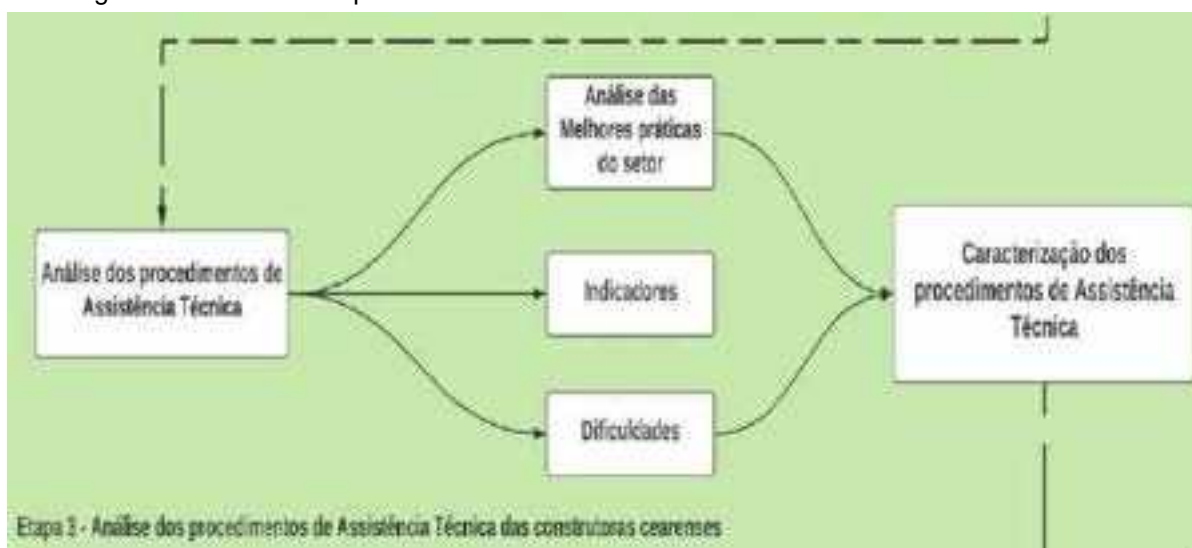 Análise das
Melhores práticas
do setor
Análise dos procedimentos de
Assistência Técnica
Indicadores
Caracterização dos
procedimentos de Assistência
Técnica
Dificuldades
Etapa 3 - Análise dos procedimentos de Assistência Técnica das construtoras cearenses